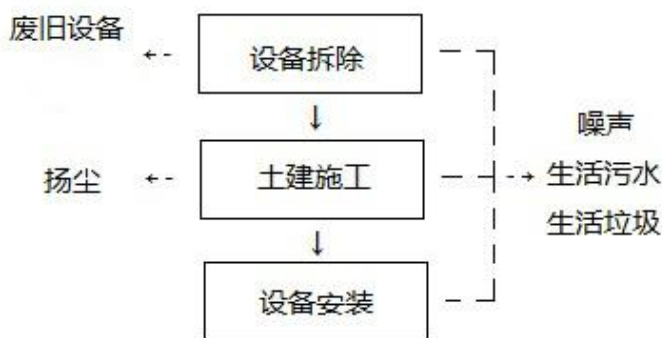 废旧设备
设备拆除
噪声
扬尘
土建施工
生活污水
生活垃圾
设备安装